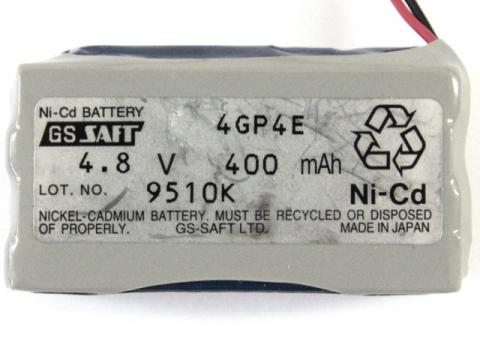 Ni-Cd BATTERY
GS SAFT 4GP4E
4.8 V 400 mAh
LOT. NO. 9510K Ni-Cd
NICKEL-CADMIUM BATTERY. MUST BE RECYCLED OR DISPOSED
OF PROPERLY. GS-SAFT LTD. MADE IN JAPAN